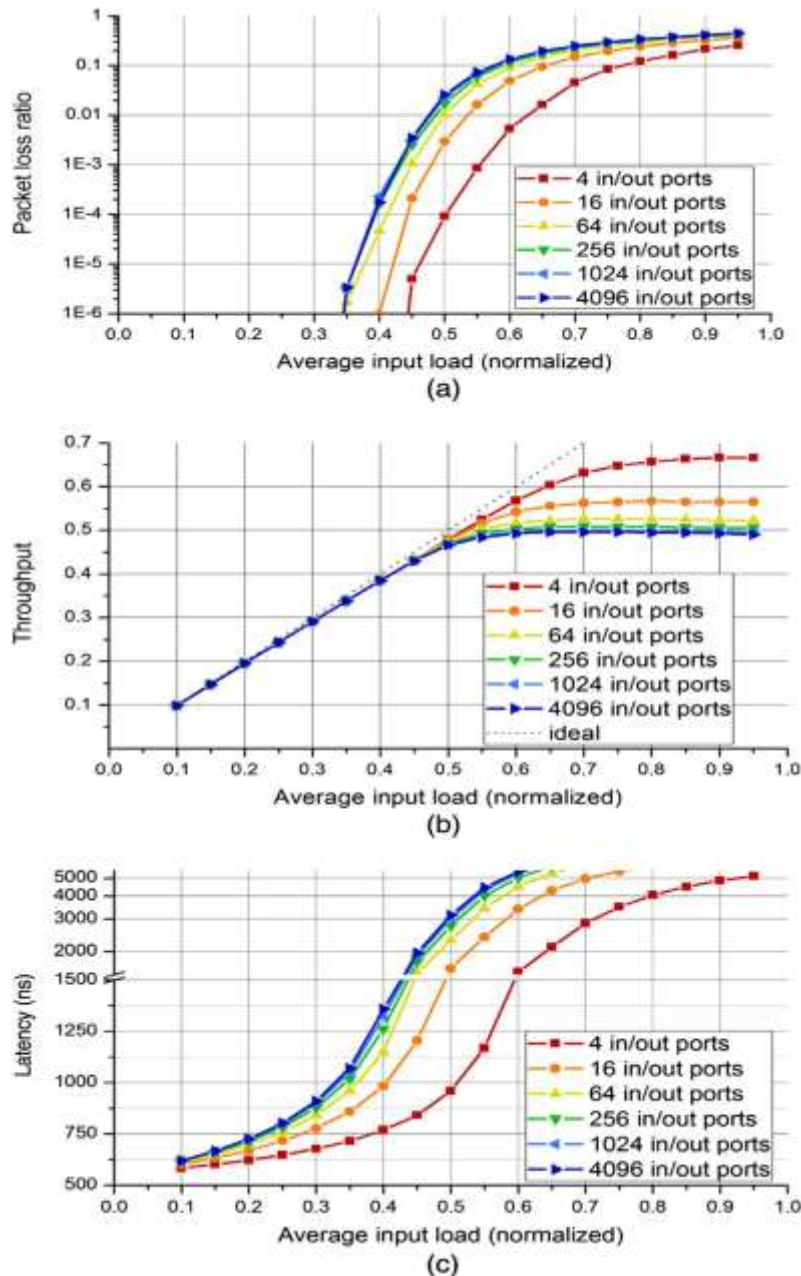 1
0.1
0.01
1E-3
1E-4
1E-5
1E-6
Packet loss ratio
4 in/out ports
16 in/out ports
64 in/out ports
256 in/out ports
1024 in/out ports
4096 in/out ports
0.0 0.1 0.2 0.3 0.4 0.5 0.6 0.7 0.8 0.9 1.0
Average input load (normalized)
(a)
0.7
0.6
0.5
0.4
0.3
0.2
0.1
Throughput
4 in/out ports
16 in/out ports
64 in/out ports
256 in/out ports
1024 in/out ports
4096 in/out ports
ideal
0.0 0.1 0.2 0.3 0.4 0.5 0.6 0.7 0.8 0.9 1.0
Average input load (normalized)
(b)
5000
4000
3000
2000
1500
1250
1000
750
500
Latency (ns)
4 in/out ports
16 in/out ports
64 in/out ports
256 in/out ports
1024 in/out ports
4096 in/out ports
0.0 0.1 0.2 0.3 0.4 0.5 0.6 0.7 0.8 0.9 1.0
Average input load (normalized)
(c)